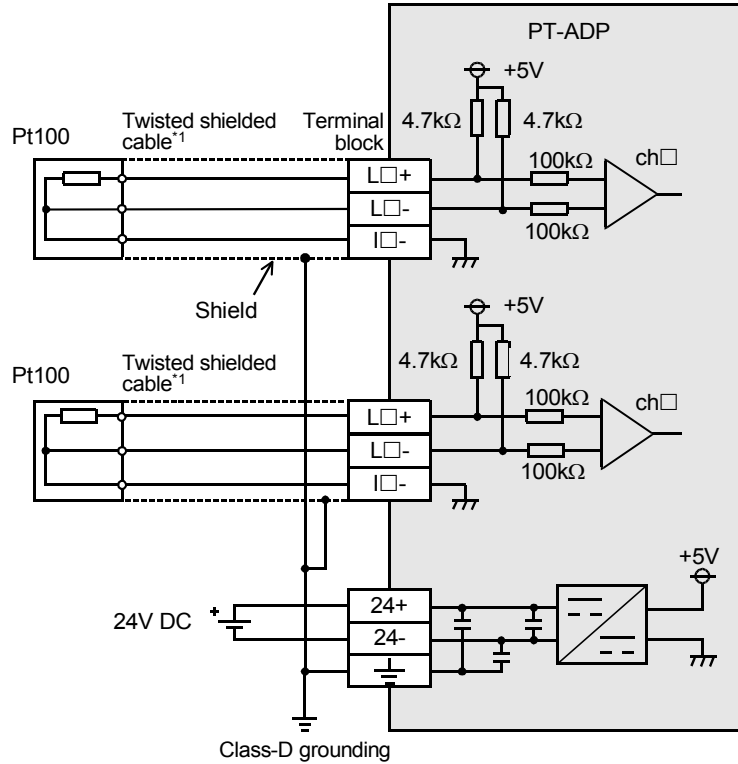 PT-ADP
+5V
4.7kΩ 4.7kΩ
Pt100
Twisted shielded
cable*1
Terminal
block
100kΩ
ch□
L□+
L□-
I□-
100kΩ
Shield
+5V
4.7kΩ 4.7kΩ
Pt100
Twisted shielded
cable*1
100kΩ
ch□
L□+
L□-
I□-
100kΩ
+5V
24V DC
+
24+
24-
Class-D grounding